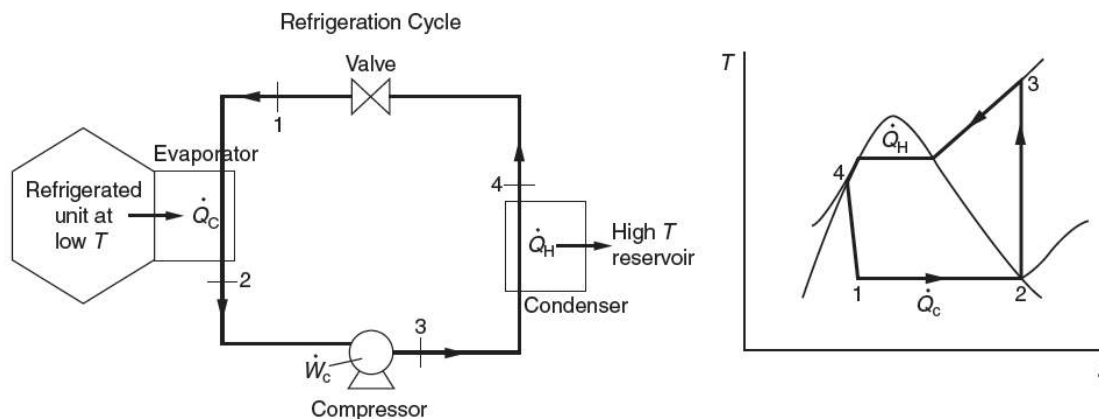 Refrigeration Cycle
Valve
1
Evaporator
Refrigerated
unit at
low T
Q̇C
2
4
Q̇H
High T
reservoir
Condenser
3
Ẇc
Compressor
T
3
Q̇H
4
1
Q̇c
2